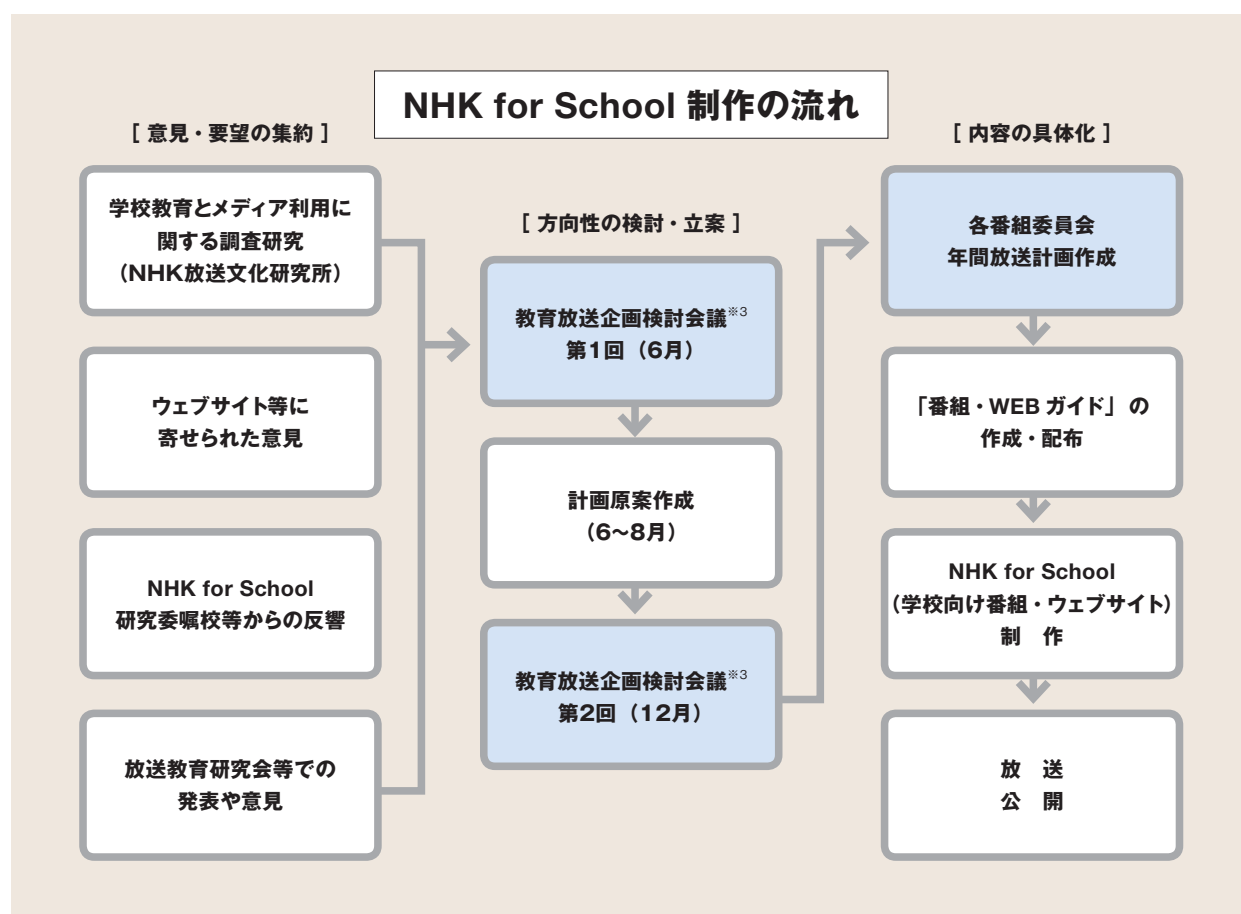 NHK for School 制作の流れ
[ 意見・要望の集約 ]
学校教育とメディア利用に
関する調査研究
（NHK放送文化研究所）
ウェブサイト等に
寄せられた意見
NHK for School
研究委嘱校等からの反響
放送教育研究会等での
発表や意見
[ 方向性の検討・立案 ]
教育放送企画検討会議※3
第1回（6月）
計画原案作成
（6〜8月）
教育放送企画検討会議※3
第2回（12月）
[ 内容の具体化 ]
各番組委員会
年間放送計画作成
「番組・WEB ガイド」の
作成・配布
NHK for School
（学校向け番組・ウェブサイト）
制　作
放　送
公　開